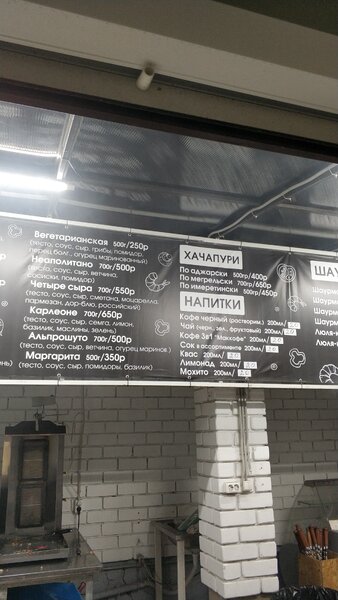 Вегетарианская 500г/250р
(тесто, соус, сыр, грибы, помидор,
перец болг., огурец маринованный)
Неаполитано 700г/500р
(тесто, соус, сыр, ветчина,
сосиски, помидор)
Четыре сыра 700г/550р
(тесто, соус, сыр, сметана, моцарелла,
пармезан, дор-блю, российский)
Карлеоне 700г/650р
(тесто, соус, сыр, семга, лимон,
базилик, маслины, зелень)
Альпрошуто 700г/500р
(тесто, соус, сыр, ветчина, огурец маринов.)
Маргарита 500г/350р
(тесто, соус, сыр, помидоры, базилик)
ХАЧАПУРИ
По аджарски 500гр/400р
По мегрельски 700гр/650р
По имеретински 500г/450р
НАПИТКИ
Кофе черный (растворим.) 200мл/
Чай (черн., зел., фруктовый) 200мл/
Кофе 3в1 "Макскофе" 200мл/
Сок в ассортименте 200мл/
Квас 200мл/
Лимонад 200мл/
Мохито 200мл/
ШАУ
Шаурм
Шаурм
Шаурм
Люля-
Люля-